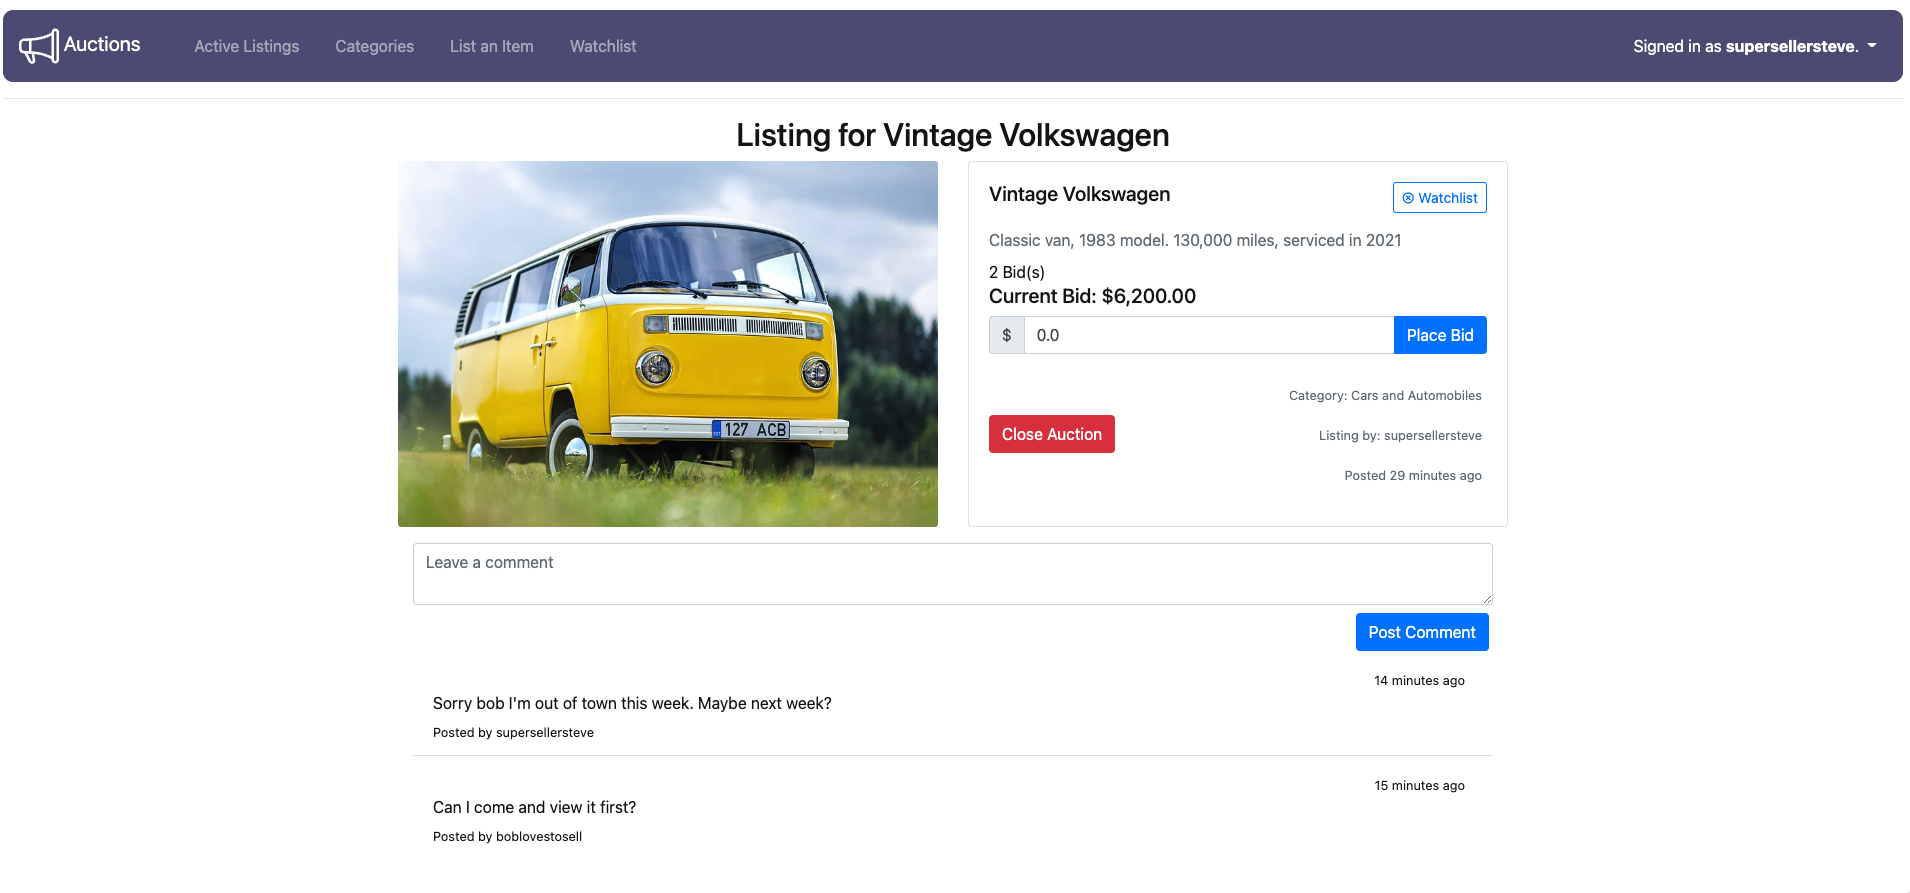 Auctions
Active Listings
Categories
List an Item
Watchlist
Signed in as supersellersteve.
Listing for Vintage Volkswagen
127 ACB
Vintage Volkswagen
Watchlist
Classic van, 1983 model. 130,000 miles, serviced in 2021
2 Bid(s)
Current Bid: $6,200.00
$ 0.0
Place Bid
Category: Cars and Automobiles
Close Auction
Listing by: supersellersteve
Posted 29 minutes ago
Leave a comment
Post Comment
14 minutes ago
Sorry bob I'm out of town this week. Maybe next week?
Posted by supersellersteve
15 minutes ago
Can I come and view it first?
Posted by boblovestosell